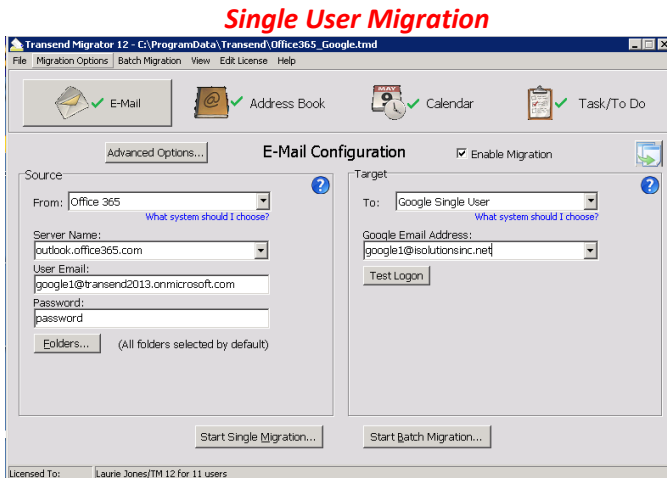 Single User Migration
Transend Migrator 12 - C:\ProgramData\Transend\Office365_Google.tmd
File Migration Options Batch Migration View Edit License Help
E-Mail Address Book MAY Calendar Task/To Do
Advanced Options... E-Mail Configuration Enable Migration
Source Target
From: Office 365 To: Google Single User
What system should I choose? What system should I choose?
Server Name: Google Email Address:
outlook.office365.com google1@isolutionsinc.net
User Email: Test Logon
google1@transend2013.onmicrosoft.com
Password:
password
Folders... (All folders selected by default)
Start Single Migration... Start Batch Migration...
Licensed To: Laurie Jones/TM 12 for 11 users